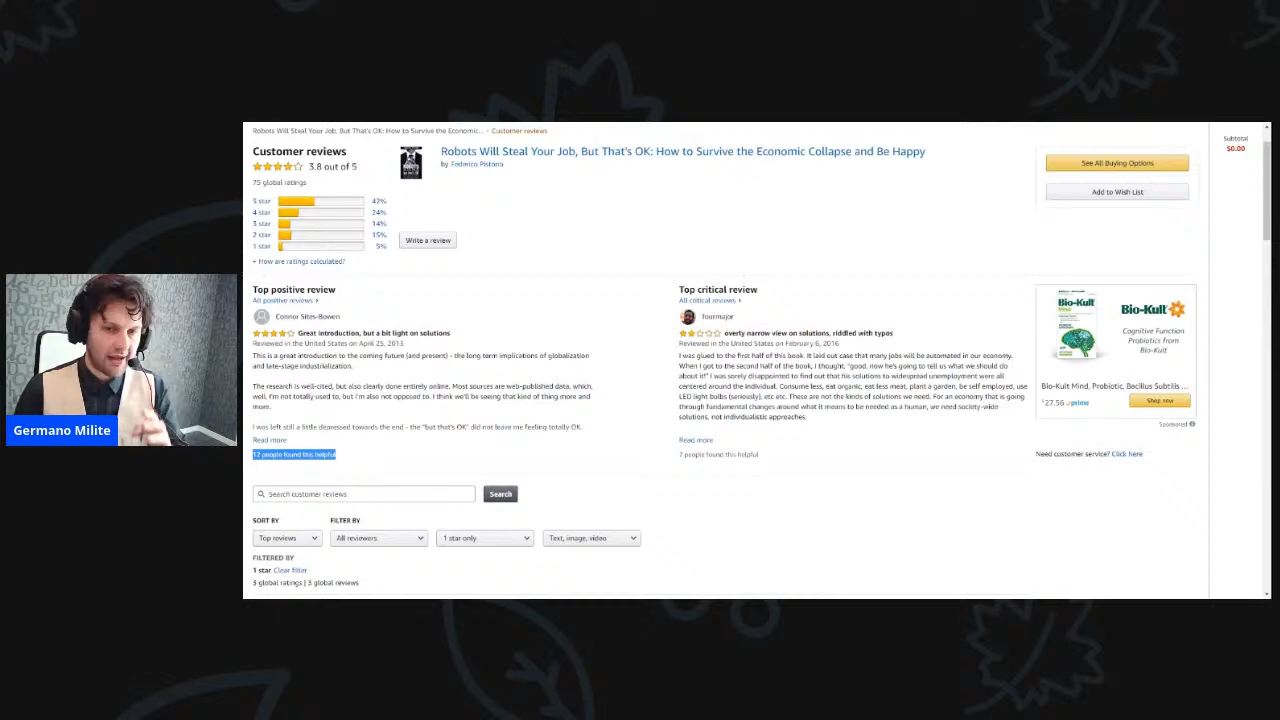 Robots Will Steal Your Job, But That's OK: How to Survive the Economic... › Customer reviews
Customer reviews
3.8 out of 5
75 global ratings
5 star 42%
4 star 24%
3 star 14%
2 star 15%
1 star 5%
How are ratings calculated?
Robots Will Steal Your Job, But That's OK: How to Survive the Economic Collapse and Be Happy
by Federico Pistono
Write a review
See All Buying Options
Add to Wish List
Subtotal
$0.00
Top positive review
All positive reviews ›
Connor Sites-Bowen
Great introduction, but a bit light on solutions
Reviewed in the United States on April 25, 2013
This is a great introduction to the coming future (and present) - the long term implications of globalization
and late-stage industrialization.
The research is well-cited, but also clearly done entirely online. Most sources are web-published data, which,
well, I'm not totally used to, but I'm also not opposed to. I think we'll be seeing that kind of thing more and
more.
I was left still a little depressed towards the end - the "but that's OK" did not leave me feeling totally OK.
Read more
12 people found this helpful
Top critical review
All critical reviews ›
fourmajor
overly narrow view on solutions, riddled with typos
Reviewed in the United States on February 6, 2016
I was glued to the first half of this book. It laid out case that many jobs will be automated in our economy.
When I got to the second half of the book, I thought, "good, now he's going to tell us what we should do
about it!" I was sorely disappointed to find out that his solutions to widespread unemployment were all
centered around the individual. Consume less, eat organic, eat less meat, plant a garden, be self employed, use
LED light bulbs (seriously), etc etc. These are not the kinds of solutions we need. For an economy that is going
through fundamental changes around what it means to be needed as a human, we need society-wide
solutions, not individualistic approaches.
Read more
7 people found this helpful
Bio-Kult
Mind
Bio-Kult
Cognitive Function
Probiotics from
Bio-Kult
Bio-Kult Mind, Probiotic, Bacillus Subtilis ...
$27.56 prime
Shop now
Sponsored
Need customer service? Click here
Germano Milite
Search customer reviews
Search
SORT BY
FILTER BY
Top reviews
All reviewers
1 star only
Text, image, video
FILTERED BY
1 star Clear filter
3 global ratings | 3 global reviews